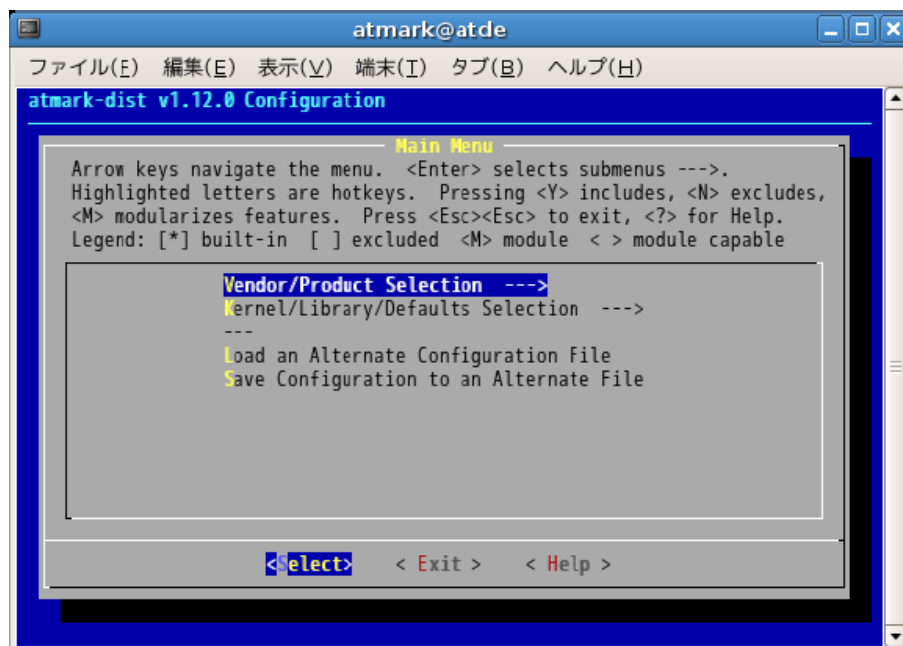 atmark@atde
ファイル(F) 編集(E) 表示(V) 端末(T) タブ(B) ヘルプ(H)
atmark-dist v1.12.0 Configuration
Main Menu
Arrow keys navigate the menu. <Enter> selects submenus --->.
Highlighted letters are hotkeys. Pressing <Y> includes, <N> excludes,
<M> modularizes features. Press <Esc><Esc> to exit, <?> for Help.
Legend: [*] built-in [ ] excluded <M> module < > module capable
Vendor/Product Selection --->
Kernel/Library/Defaults Selection --->
---
Load an Alternate Configuration File
Save Configuration to an Alternate File
<Select> < Exit > < Help >